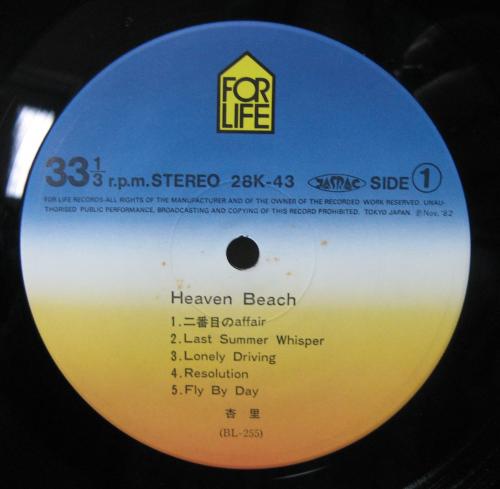 FOR
LIFE
33 1/3 r.p.m. STEREO 28K-43 JASRAC SIDE 1
FOR LIFE RECORDS-ALL RIGHTS OF THE MANUFACTURER AND OF THE OWNER OF THE RECORDED WORK RESERVED. UNAU-
THORISED PUBLIC PERFORMANCE, BROADCASTING AND COPYING OF THIS RECORD PROHIBITED. TOKYO JAPAN. ℗Nov. '82
Heaven Beach
1.二番目のaffair
2.Last Summer Whisper
3.Lonely Driving
4.Resolution
5.Fly By Day
杏里
(BL-255)